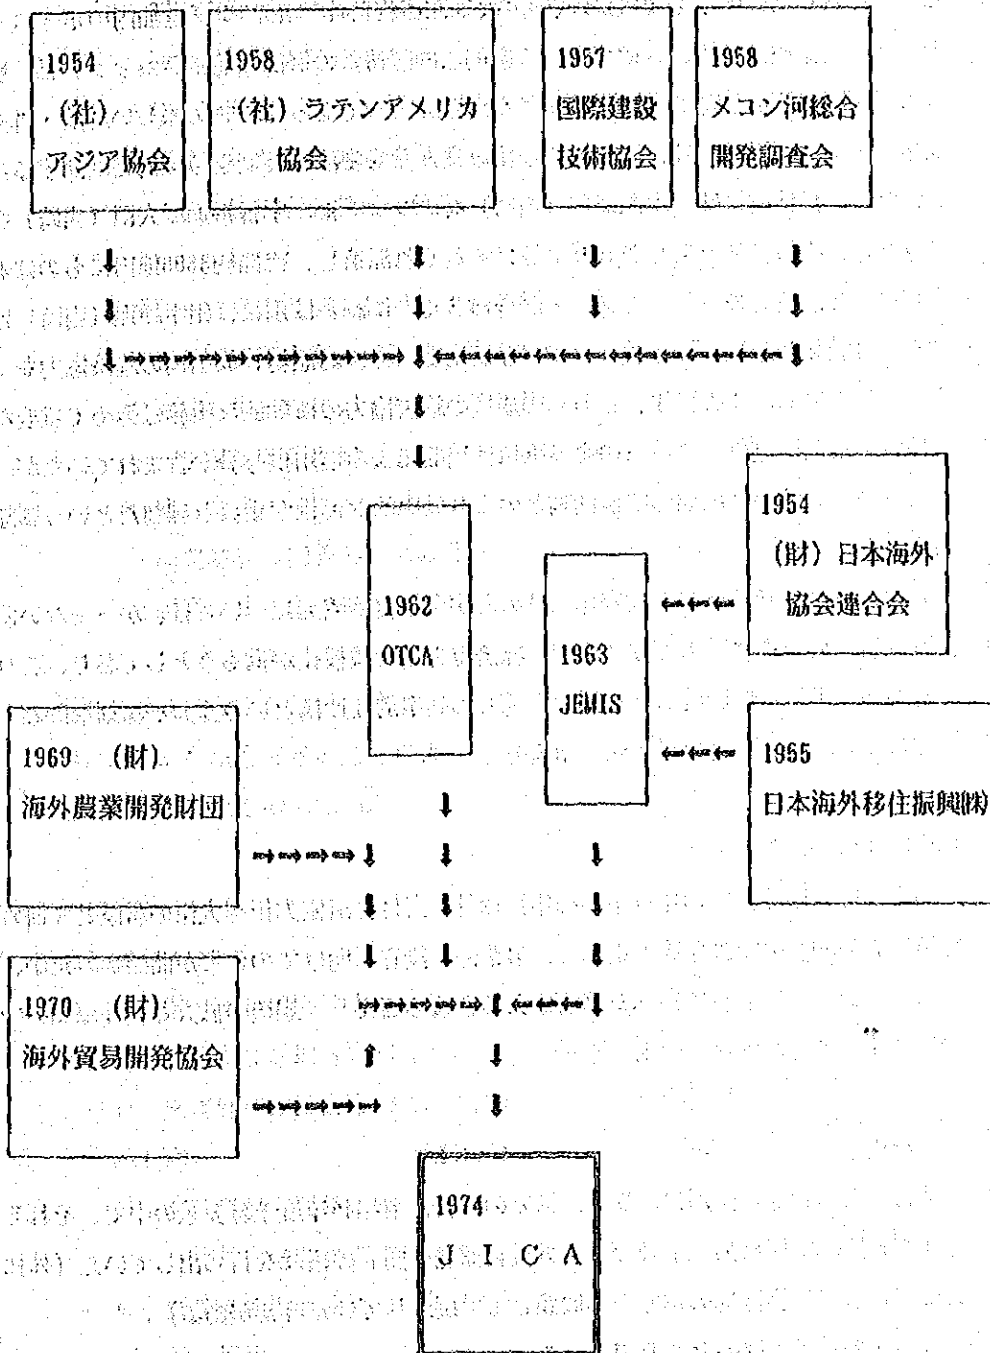 1954
(社)
アジア協会
1958
(社) ラテンアメリカ
協会
1957
国際建設
技術協会
1958
メコン河総合
開発調査会
1954
(財) 日本海外
協会連合会
1962
OTCA
1963
JEMIS
1955
日本海外移住振興㈱
1969 (財)
海外農業開発財団
1970 (財)
海外貿易開発協会
1974
J I C A